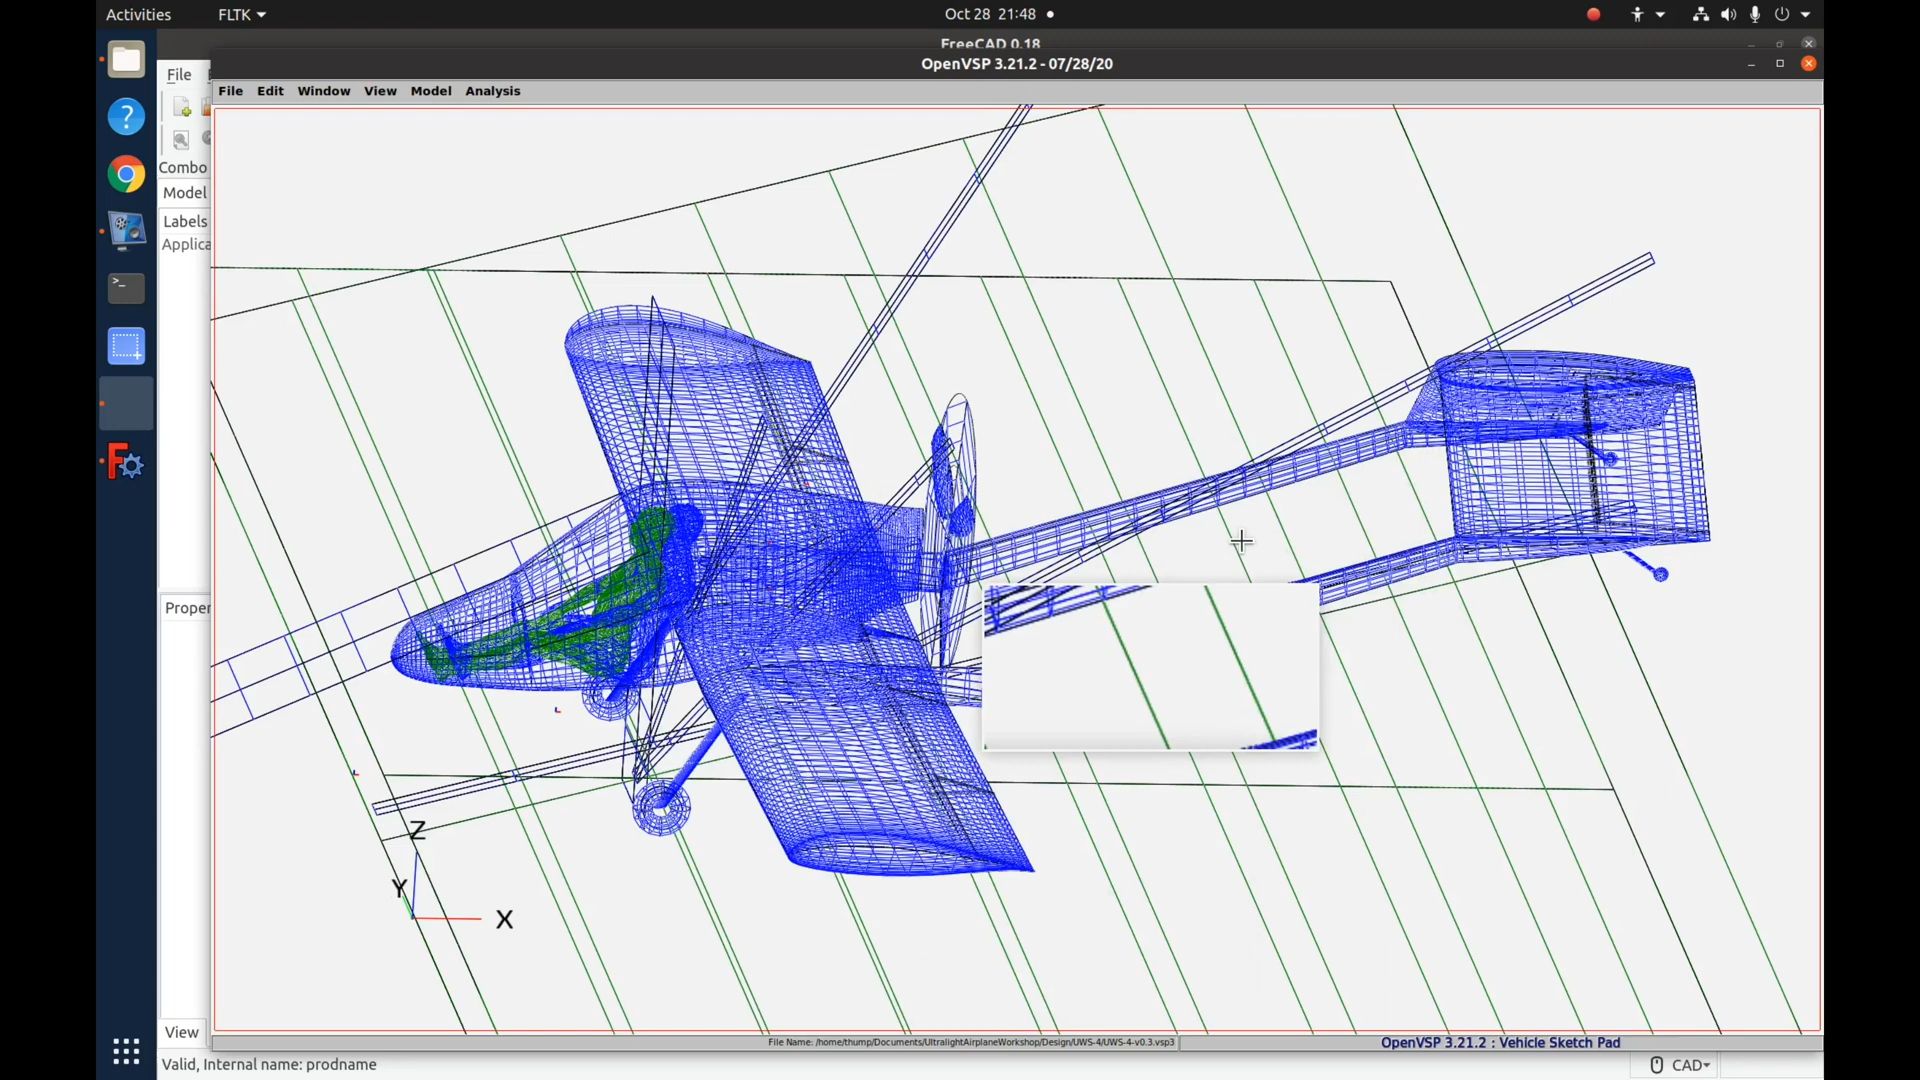 Activities
FLTK
Oct 28 21:48
FreeCAD 0.18
OpenVSP 3.21.2 - 07/28/20
File
File Edit Window View Model Analysis
Combo
Model
Labels
Applica
Proper
Z
Y
X
View
File Name: /home/thump/Documents/UltralightAirplaneWorkshop/Design/UWS-4/UWS-4-v0.3.vsp3
OpenVSP 3.21.2 : Vehicle Sketch Pad
Valid, Internal name: prodname
CAD